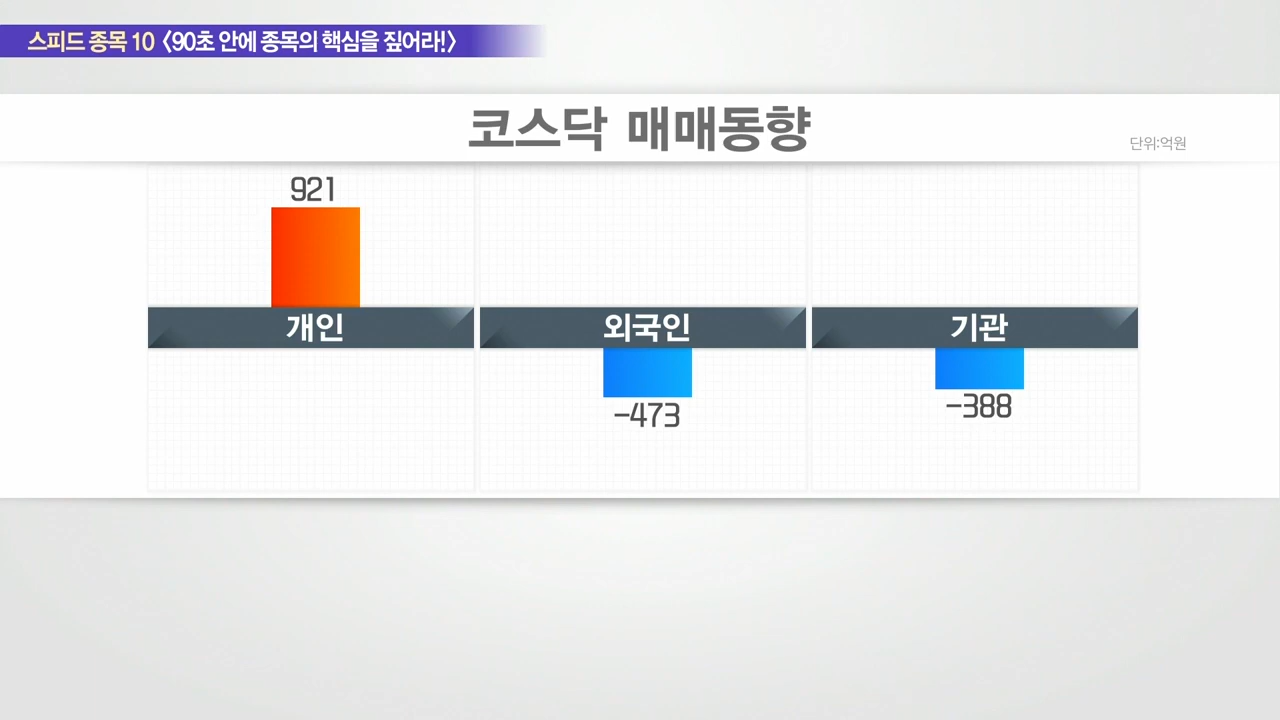 스피드 종목 10 〈90초 안에 종목의 핵심을 짚어라!〉
코스닥 매매동향
단위:억원
921
개인
외국인
기관
-473
-388